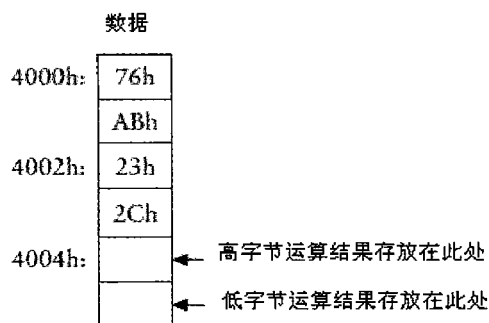 数据
4000h: 76h
ABh
4002h: 23h
2Ch
4004h: 高字节运算结果存放在此处
低字节运算结果存放在此处